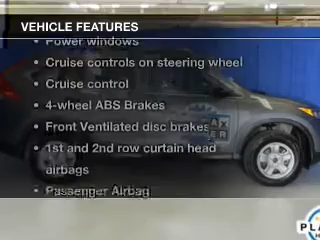 VEHICLE FEATURES
• Power windows
• Cruise controls on steering wheel
• Cruise control
• 4-wheel ABS Brakes
• Front Ventilated disc brakes
• 1st and 2nd row curtain head
airbags
• Passenger Airbag